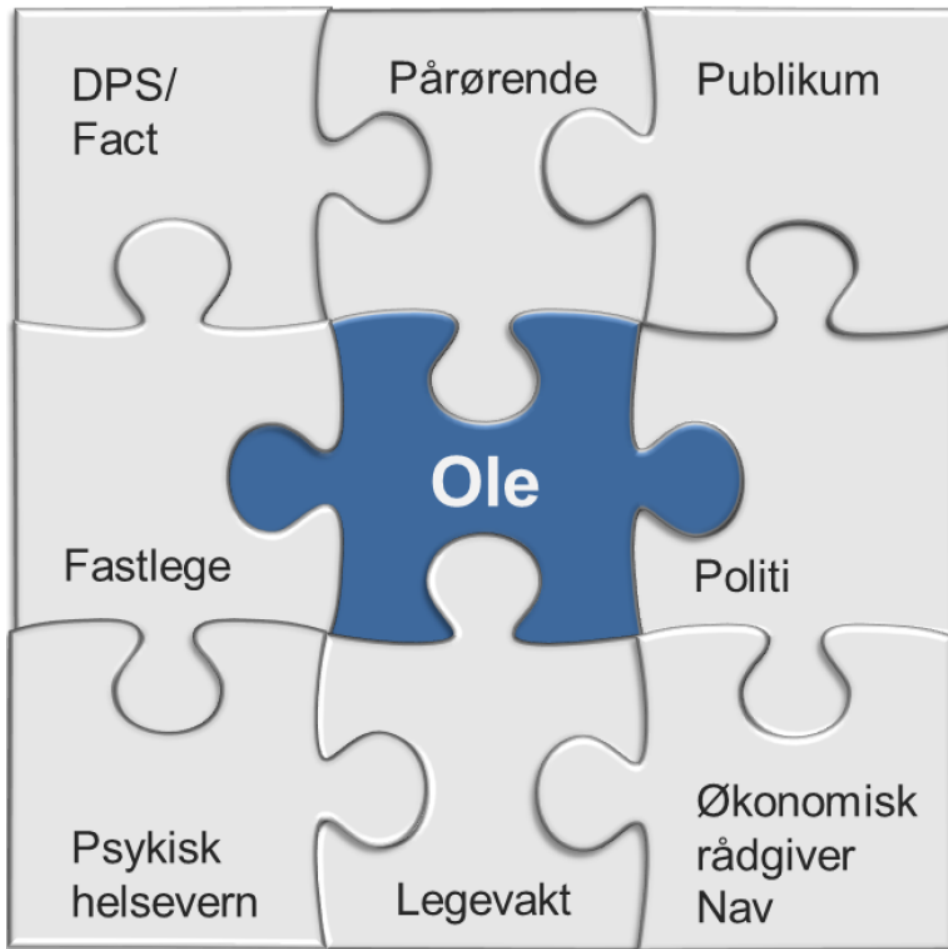 DPS/
Fact
Pårørende
Publikum
Fastlege
Ole
Politi
Psykisk
helsevern
Legevakt
Økonomisk
rådgiver
Nav